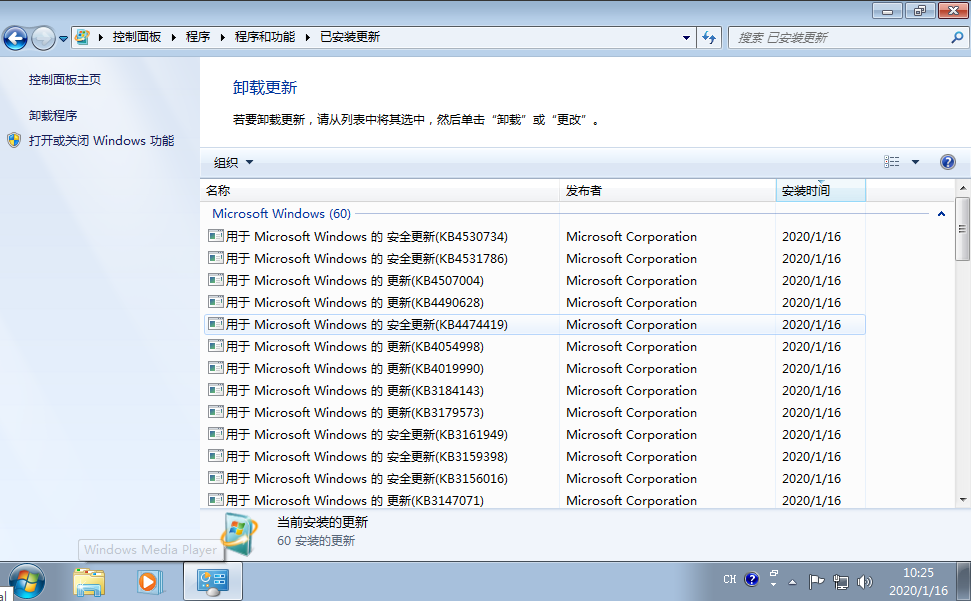 控制面板 程序 程序和功能 已安装更新 搜索 已安装更新
控制面板主页
卸载程序
打开或关闭 Windows 功能
卸载更新
若要卸载更新，请从列表中将其选中，然后单击“卸载”或“更改”。
组织
名称 发布者 安装时间
Microsoft Windows (60)
用于 Microsoft Windows 的 安全更新(KB4530734) Microsoft Corporation 2020/1/16
用于 Microsoft Windows 的 安全更新(KB4531786) Microsoft Corporation 2020/1/16
用于 Microsoft Windows 的 更新(KB4507004) Microsoft Corporation 2020/1/16
用于 Microsoft Windows 的 更新(KB4490628) Microsoft Corporation 2020/1/16
用于 Microsoft Windows 的 安全更新(KB4474419) Microsoft Corporation 2020/1/16
用于 Microsoft Windows 的 更新(KB4054998) Microsoft Corporation 2020/1/16
用于 Microsoft Windows 的 更新(KB4019990) Microsoft Corporation 2020/1/16
用于 Microsoft Windows 的 更新(KB3184143) Microsoft Corporation 2020/1/16
用于 Microsoft Windows 的 更新(KB3179573) Microsoft Corporation 2020/1/16
用于 Microsoft Windows 的 安全更新(KB3161949) Microsoft Corporation 2020/1/16
用于 Microsoft Windows 的 安全更新(KB3159398) Microsoft Corporation 2020/1/16
用于 Microsoft Windows 的 安全更新(KB3156016) Microsoft Corporation 2020/1/16
用于 Microsoft Windows 的 更新(KB3147071) Microsoft Corporation 2020/1/16
当前安装的更新
60 安装的更新
Windows Media Player
al
CH
10:25
2020/1/16